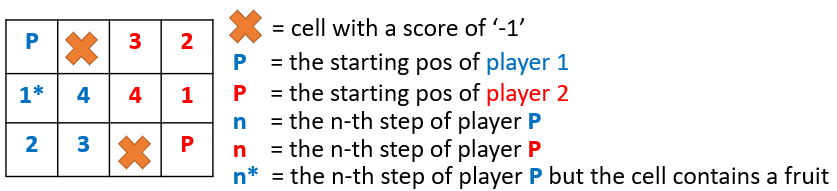 P 3 2
1* 4 4 1
2 3 P
= cell with a score of ‘-1’
P = the starting pos of player 1
P = the starting pos of player 2
n = the n-th step of player P
n = the n-th step of player P
n* = the n-th step of player P but the cell contains a fruit